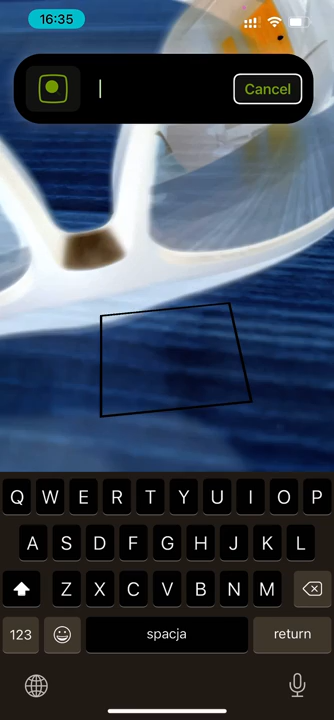 16:35
Cancel
Q W E R T Y U I O P
A S D F G H J K L
Z X C V B N M
123 spacja return